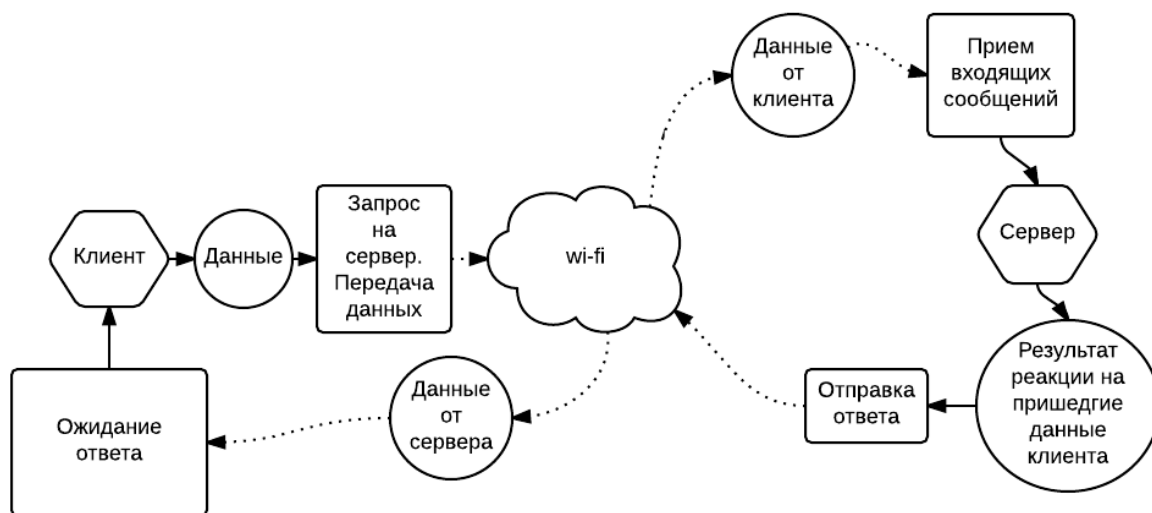 Клиент
Данные
Запрос
на
сервер.
Передача
данных
wi-fi
Данные
от
клиента
Прием
входящих
сообщений
Сервер
Результат
реакции на
пришедгие
данные
клиента
Отправка
ответа
Данные
от
сервера
Ожидание
ответа